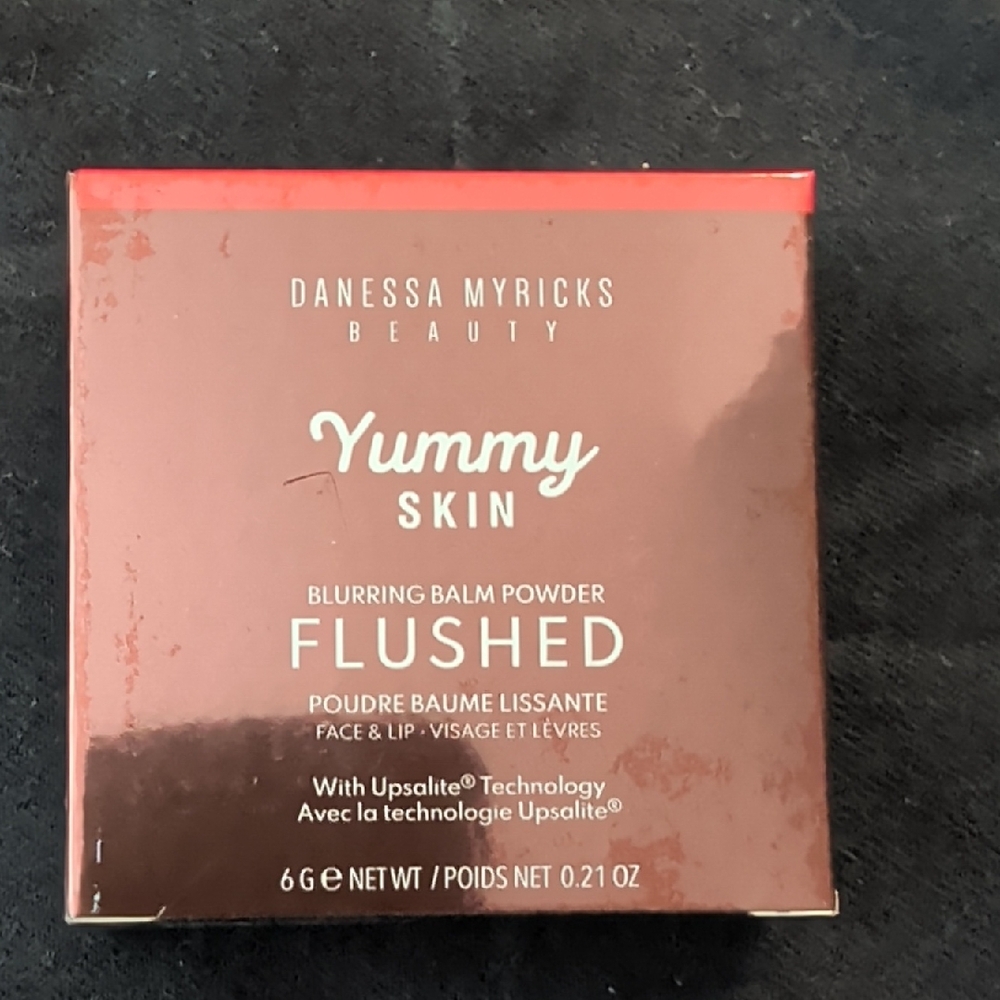 DANESSA MYRICKS
BEAUTY
Yummy
SKIN
BLURRING BALM POWDER
FLUSHED
POUDRE BAUME LISSANTE
FACE & LIP · VISAGE ET LÈVRES
With Upsalite® Technology
Avec la technologie Upsalite®
6 G ℮ NET WT / POIDS NET 0.21 OZ